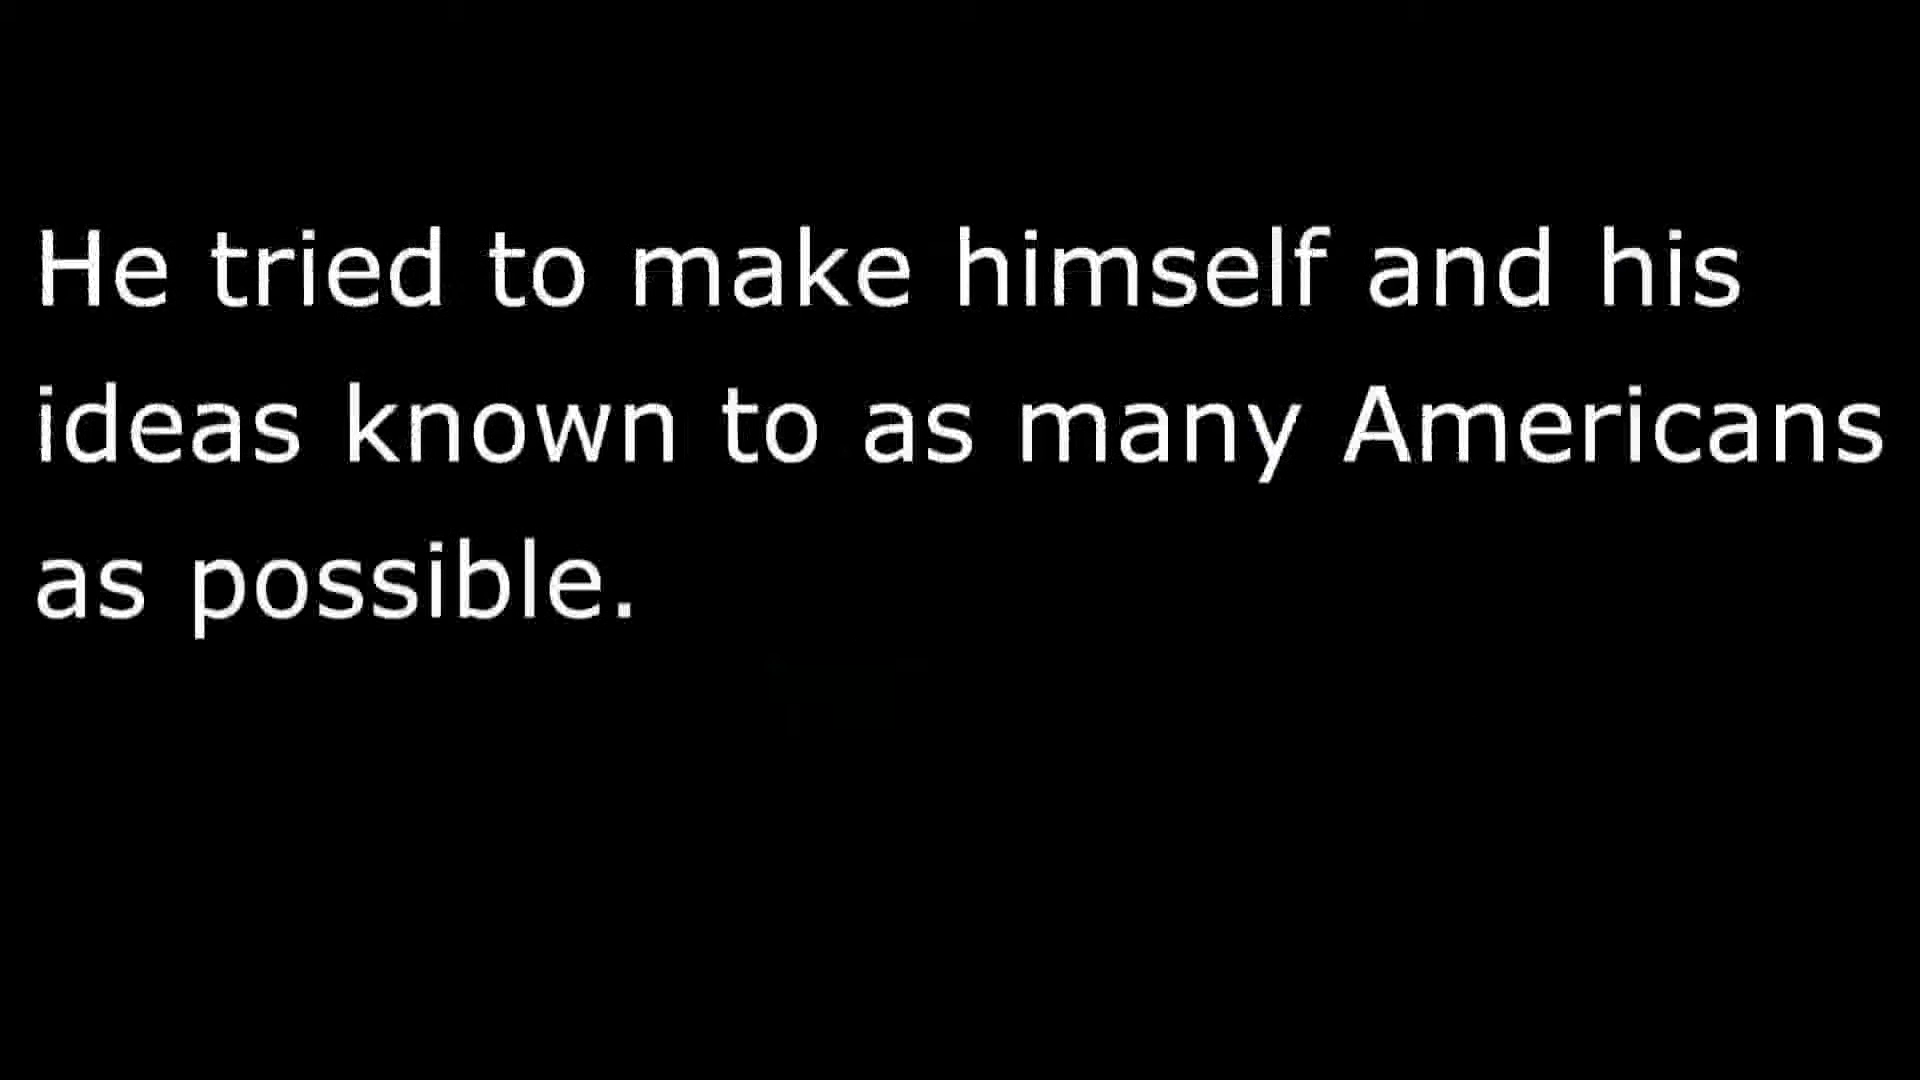 He tried to make himself and his
ideas known to as many Americans
as possible.